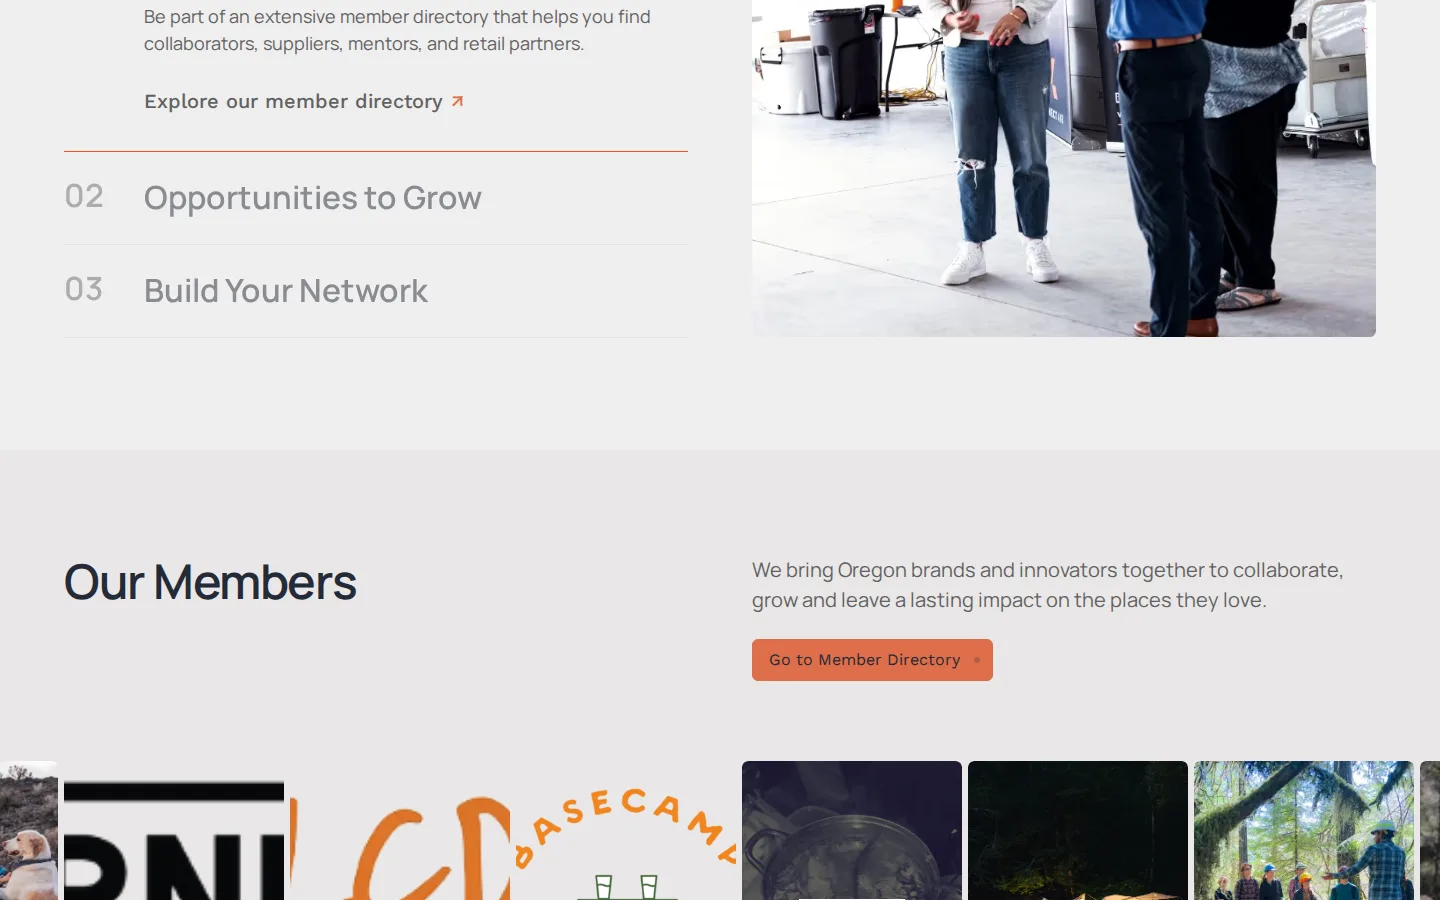 Be part of an extensive member directory that helps you find
collaborators, suppliers, mentors, and retail partners.
Explore our member directory
02 Opportunities to Grow
03 Build Your Network
Our Members
We bring Oregon brands and innovators together to collaborate,
grow and leave a lasting impact on the places they love.
Go to Member Directory
BASECAMP